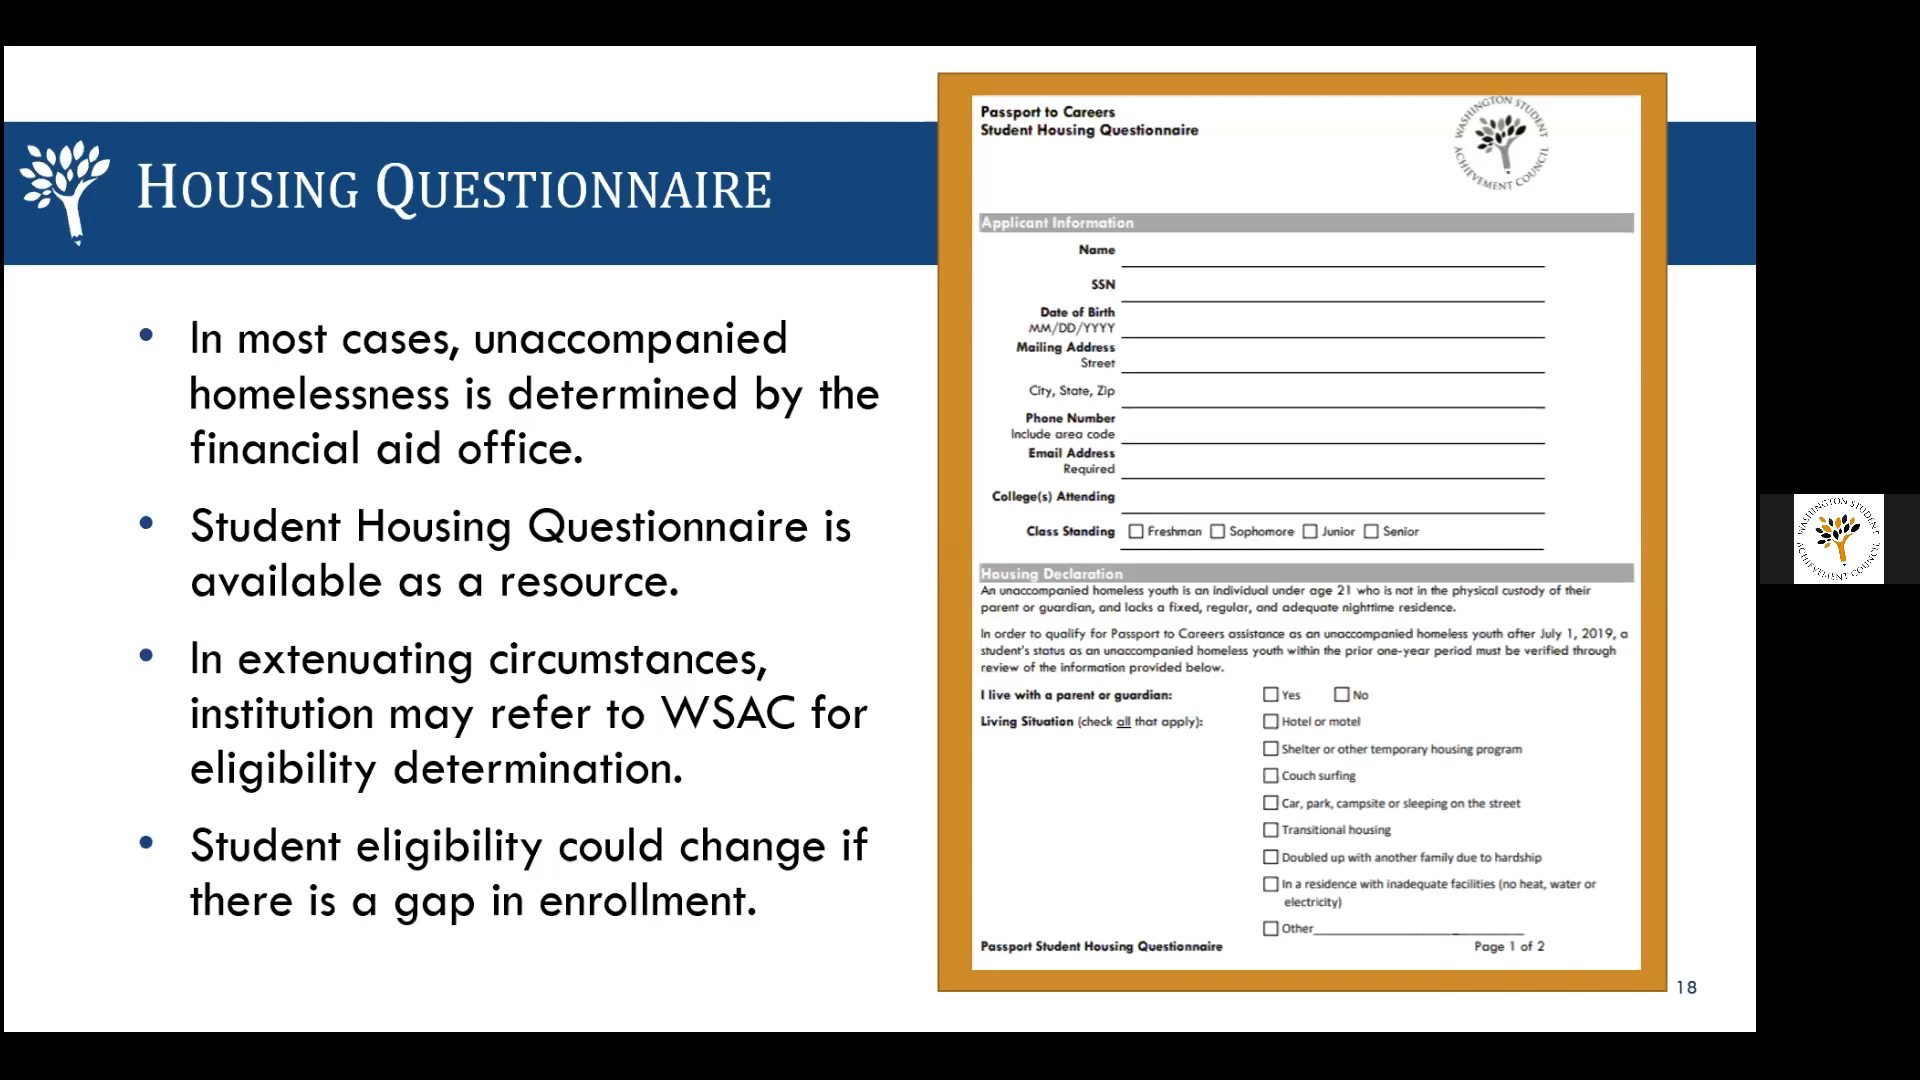 HOUSING QUESTIONNAIRE
• In most cases, unaccompanied
homelessness is determined by the
financial aid office.
• Student Housing Questionnaire is
available as a resource.
• In extenuating circumstances,
institution may refer to WSAC for
eligibility determination.
• Student eligibility could change if
there is a gap in enrollment.
Passport to Careers
Student Housing Questionnaire
WASHINGTON STUDENT
ACHIEVEMENT COUNCIL
Applicant Information
Name
SSN
Date of Birth
MM/DD/YYYY
Mailing Address
Street
City, State, Zip
Phone Number
Include area code
Email Address
Required
College(s) Attending
Class Standing Freshman Sophomore Junior Senior
Housing Declaration
An unaccompanied homeless youth is an individual under age 21 who is not in the physical custody of their
parent or guardian, and lacks a fixed, regular, and adequate nighttime residence.
In order to qualify for Passport to Careers assistance as an unaccompanied homeless youth after July 1, 2019, a
student's status as an unaccompanied homeless youth within the prior one-year period must be verified through
review of the information provided below.
I live with a parent or guardian: Yes No
Living Situation (check all that apply): Hotel or motel
Shelter or other temporary housing program
Couch surfing
Car, park, campsite or sleeping on the street
Transitional housing
Doubled up with another family due to hardship
In a residence with inadequate facilities (no heat, water or
electricity)
Other
Passport Student Housing Questionnaire Page 1 of 2
18
WASHINGTON STUDENT
ACHIEVEMENT COUNCIL